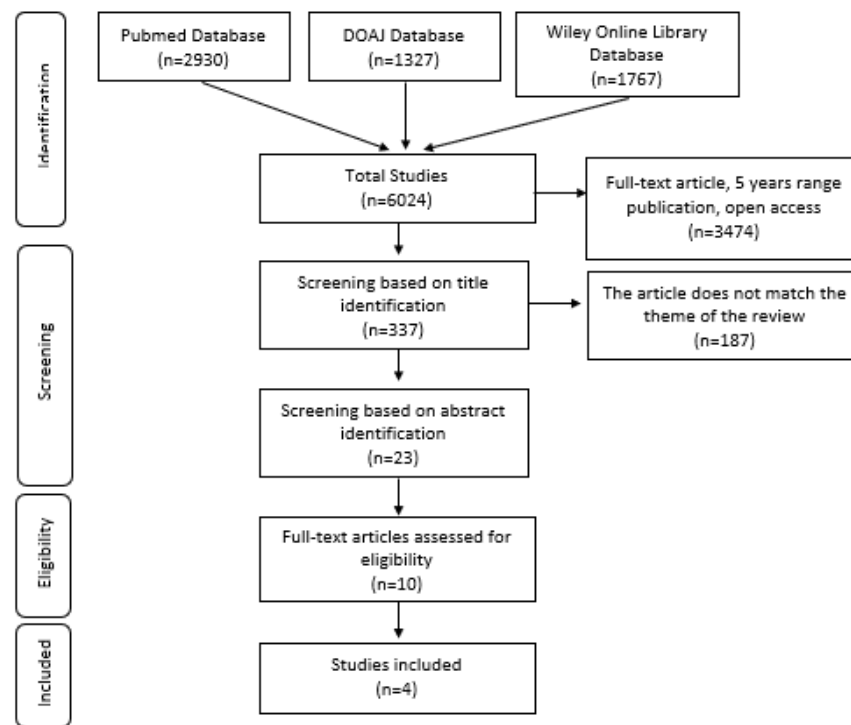 Identification
Pubmed Database
(n=2930)
DOAJ Database
(n=1327)
Wiley Online Library
Database
(n=1767)
Total Studies
(n=6024)
Full-text article, 5 years range
publication, open access
(n=3474)
Screening
Screening based on title
identification
(n=337)
The article does not match the
theme of the review
(n=187)
Screening based on abstract
identification
(n=23)
Eligibility
Full-text articles assessed for
eligibility
(n=10)
Included
Studies included
(n=4)